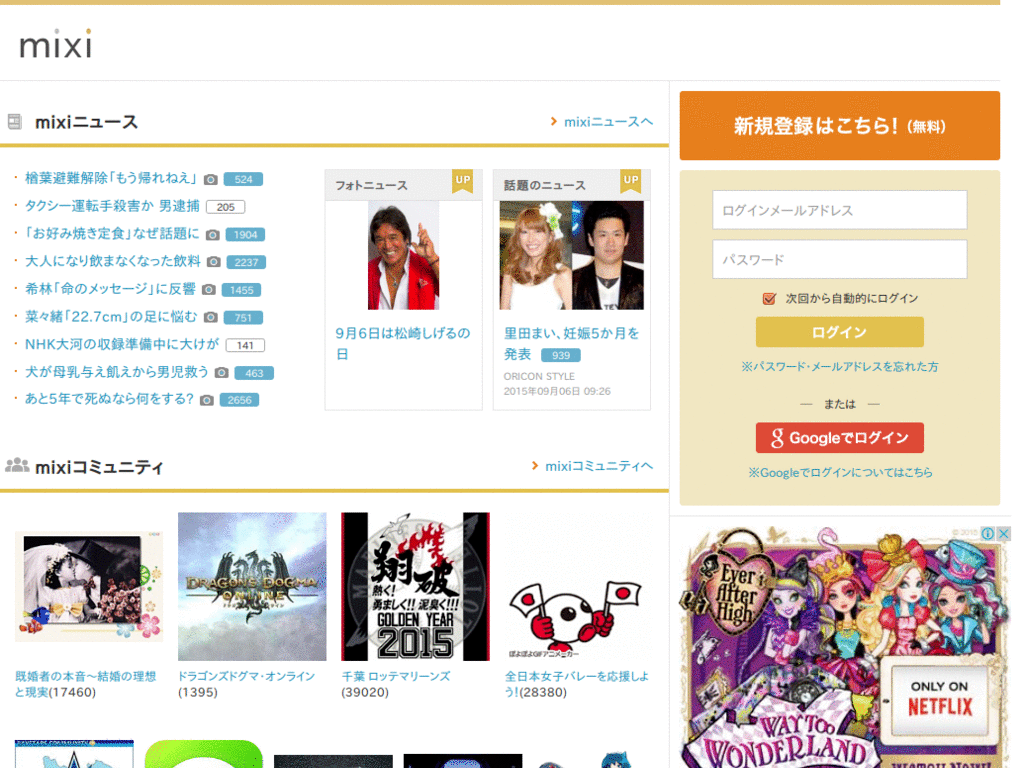 mixi
mixiニュース
mixiニュースへ
楢葉避難解除「もう帰れねえ」 524
タクシー運転手殺害か 男逮捕 205
「お好み焼き定食」なぜ話題に 1904
大人になり飲まなくなった飲料 2237
希林「命のメッセージ」に反響 1455
菜々緒「22.7cm」の足に悩む 751
NHK大河の収録準備中に大けが 141
犬が母乳与え飢えから男児救う 463
あと5年で死ぬなら何をする? 2656
フォトニュース UP
9月6日は松崎しげるの
日
話題のニュース UP
里田まい、妊娠5か月を
発表 939
ORICON STYLE
2015年09月06日 09:26
新規登録はこちら!(無料)
ログインメールアドレス
パスワード
次回から自動的にログイン
ログイン
※パスワード・メールアドレスを忘れた方
または
Googleでログイン
※Googleでログインについてはこちら
mixiコミュニティ
mixiコミュニティへ
DRAGON'S DOGMA
ONLINE
翔破
熱く!
勇ましく!! 泥臭く!!!
GOLDEN YEAR
2015
ぽよぽよGIFアニメーカー
既婚者の本音〜結婚の理想
と現実(17460)
ドラゴンズドグマ・オンライン
(1395)
千葉 ロッテマリーンズ
(39020)
全日本女子バレーを応援しよ
う!(28380)
© 2015
Ever
After
High
ONLY ON
NETFLIX
WAY TOO
WONDERLAND
WATCH NOW!